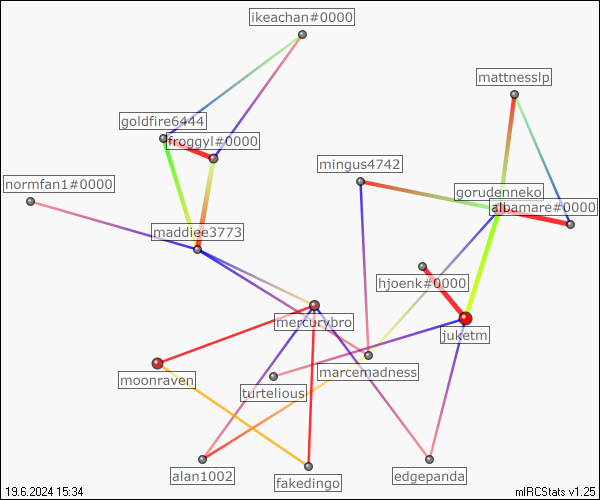 ikeachan#0000
mattnesslp
goldfire6444
froggyl#0000
mingus4742
normfan1#0000
gorudenneko
albamare#0000
maddiee3773
hjoenk#0000
mercurybro
juketm
marcemadness
moonraven
turtelious
alan1002
fakedingo
edgepanda
19.6.2024 15:34
mIRCStats v1.25